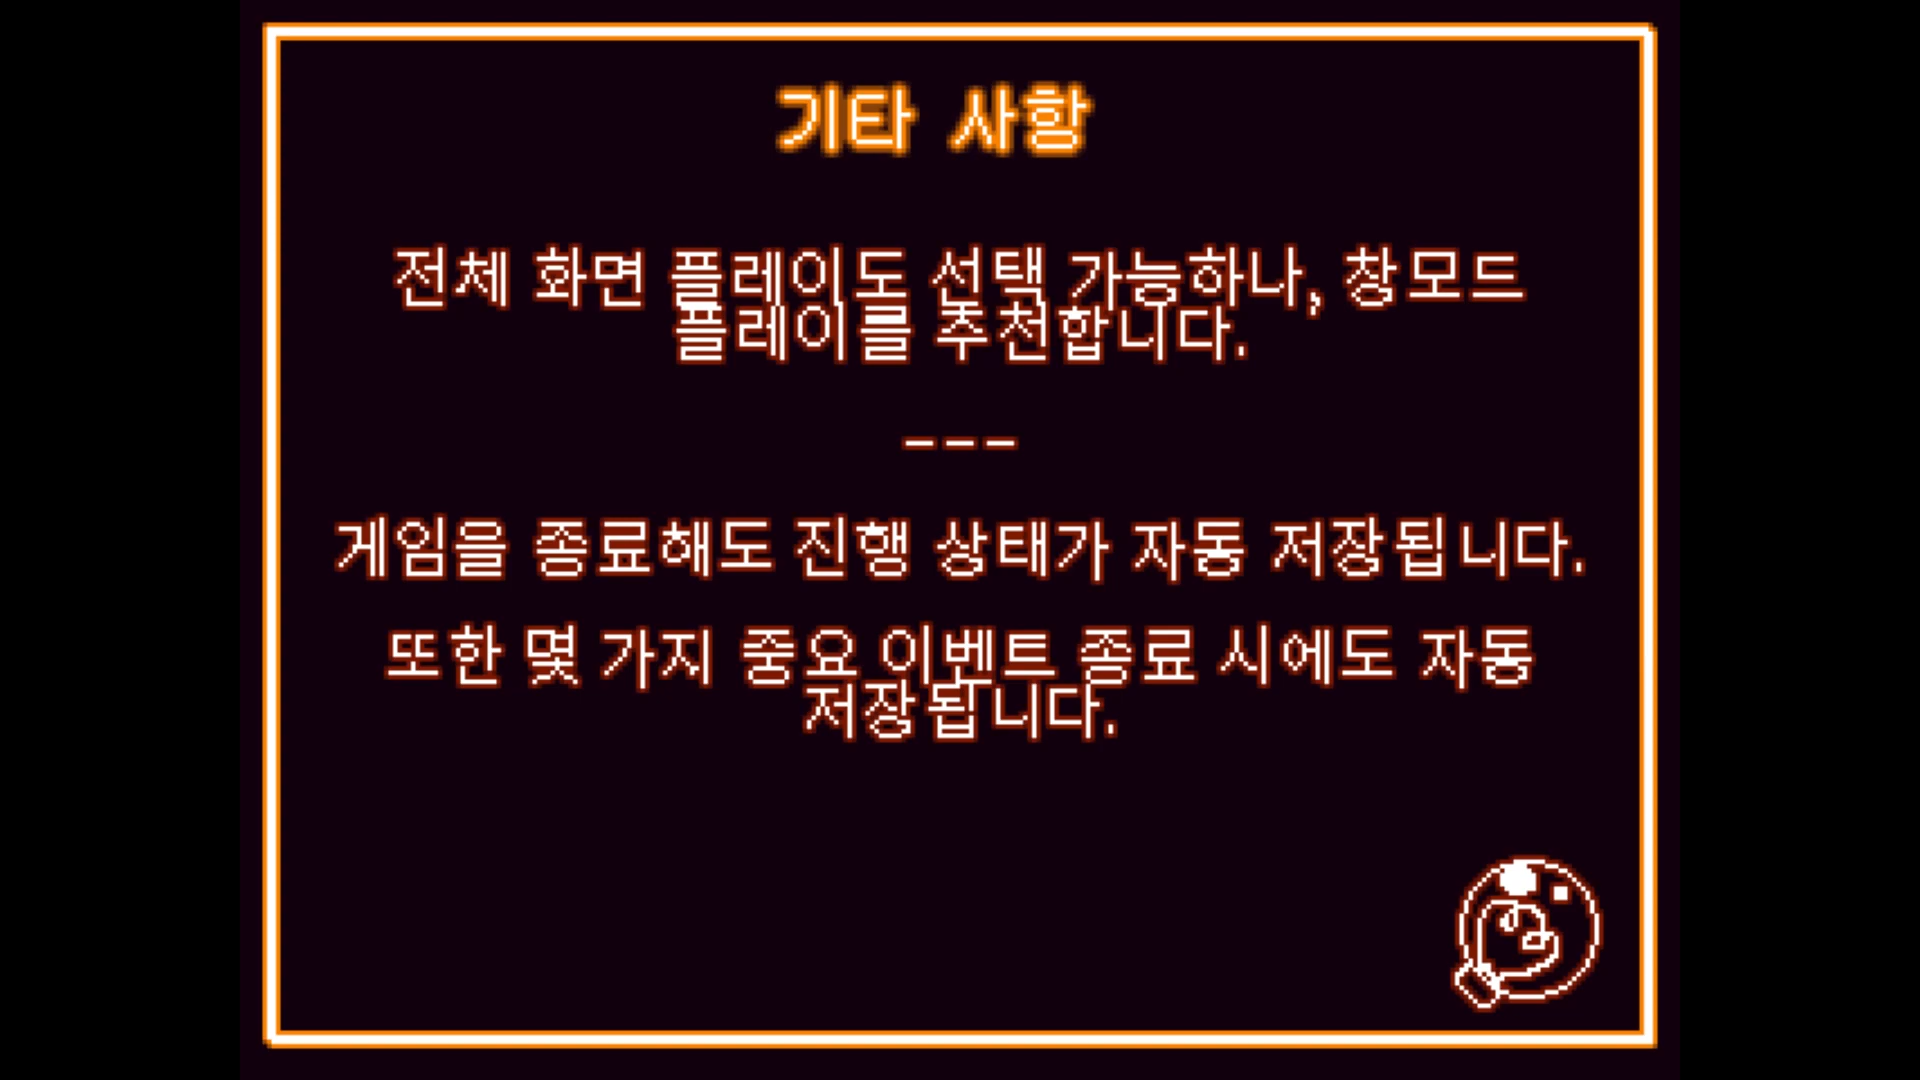 기타 사항
전체 화면 플레이도 선택 가능하나, 창모드
플레이를 추천합니다.
---
게임을 종료해도 진행 상태가 자동 저장됩니다.
또한 몇 가지 중요 이벤트 종료 시에도 자동
저장됩니다.